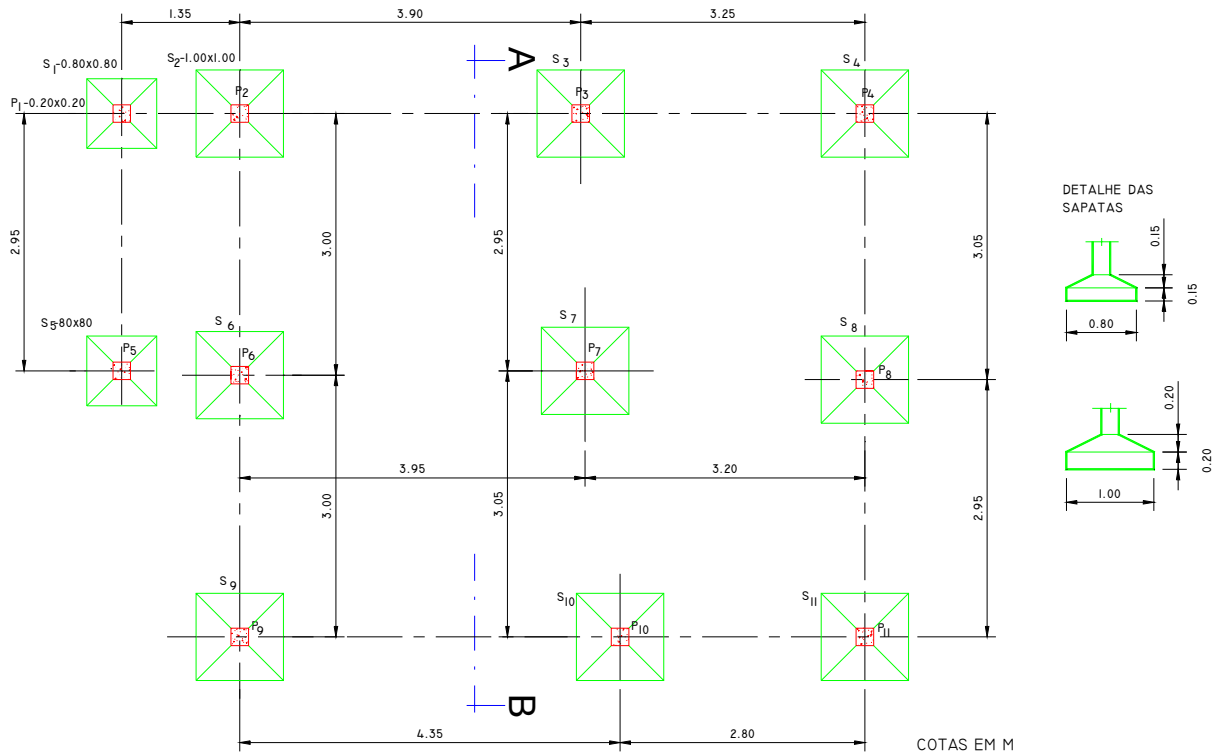 1.35
3.90
3.25
S1-0.80x0.80
S2-1.00x1.00
A
S3
S4
P1-0.20x0.20
P2
P3
P4
2.95
3.00
2.95
3.05
DETALHE DAS
SAPATAS
0.15
0.15
0.80
S5-80x80
S6
S7
S8
P5
P6
P7
P8
0.20
0.20
1.00
3.95
3.20
3.00
3.05
2.95
S9
S10
S11
P9
P10
P11
B
4.35
2.80
COTAS EM M